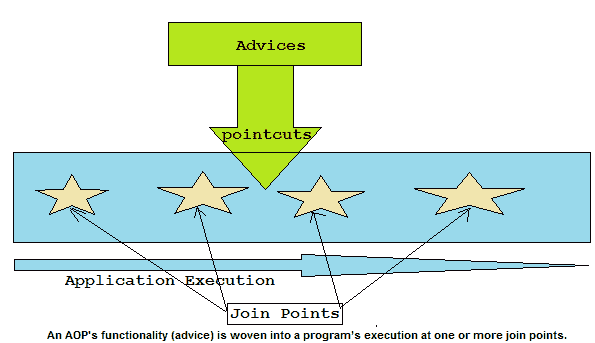 Advices
pointcuts
Application Execution
Join Points
An AOP's functionality (advice) is woven into a program's execution at one or more join points.